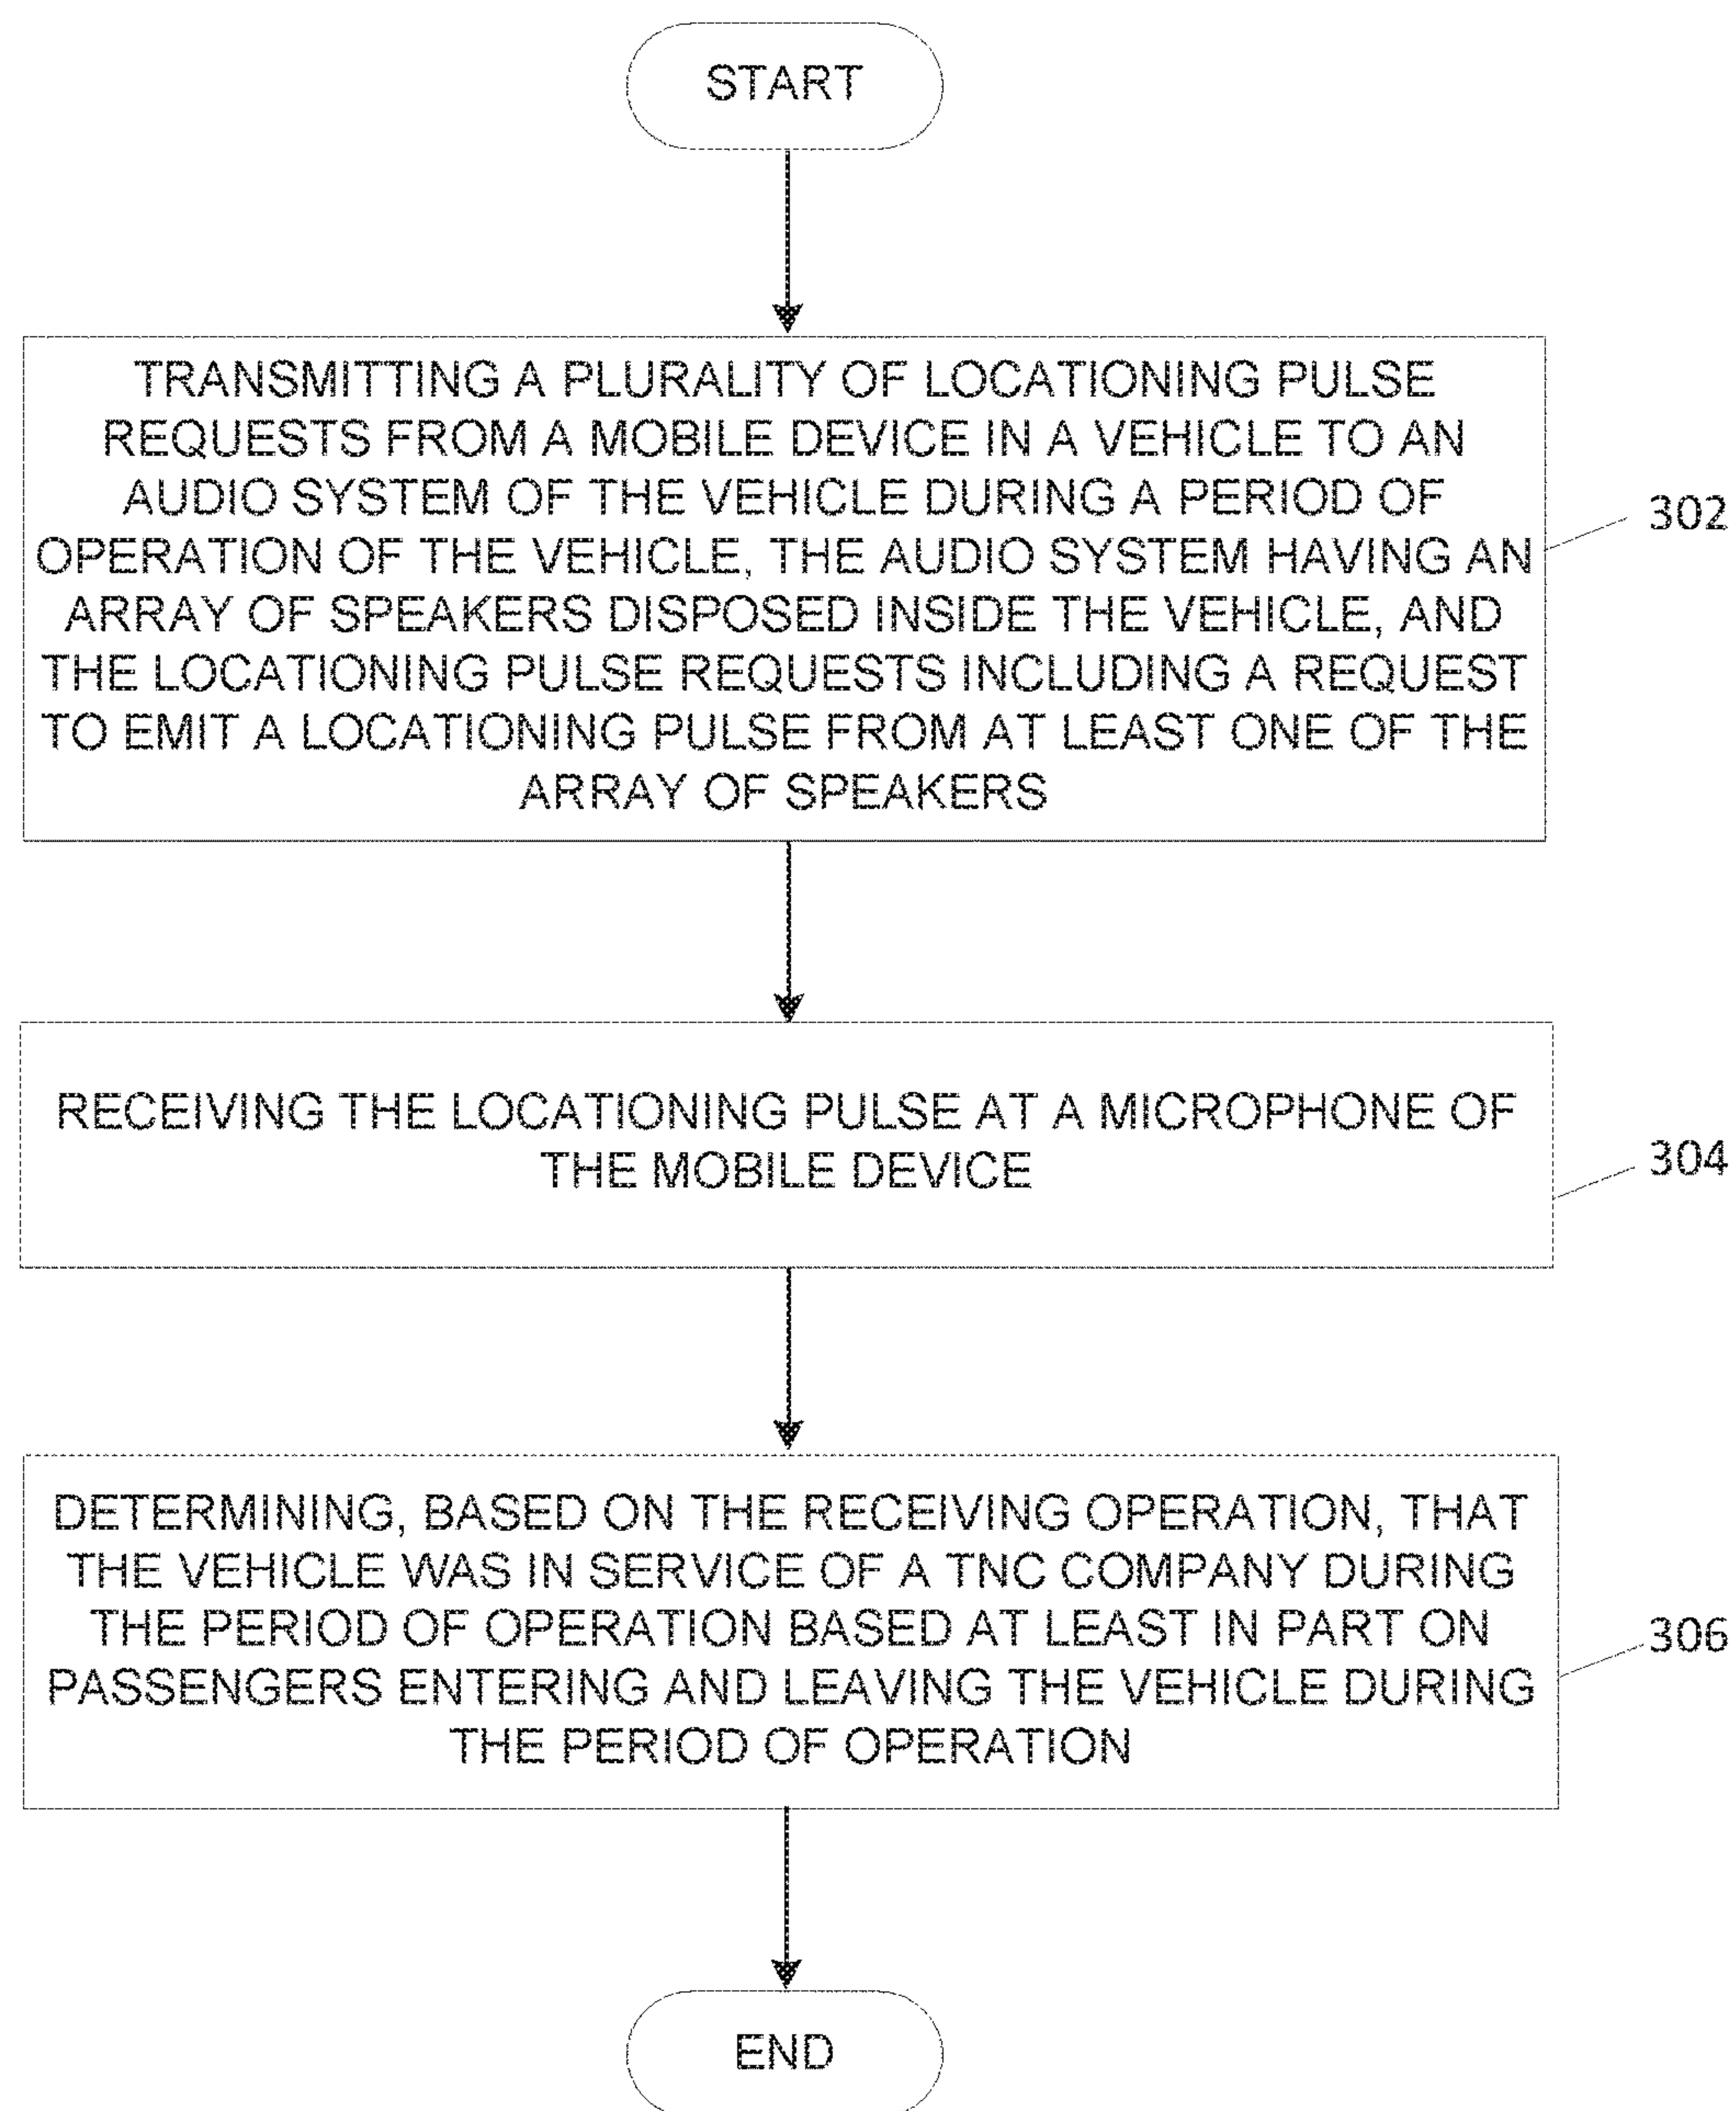 START
TRANSMITTING A PLURALITY OF LOCATIONING PULSE
REQUESTS FROM A MOBILE DEVICE IN A VEHICLE TO AN
AUDIO SYSTEM OF THE VEHICLE DURING A PERIOD OF
OPERATION OF THE VEHICLE, THE AUDIO SYSTEM HAVING AN
ARRAY OF SPEAKERS DISPOSED INSIDE THE VEHICLE, AND
THE LOCATIONING PULSE REQUESTS INCLUDING A REQUEST
TO EMIT A LOCATIONING PULSE FROM AT LEAST ONE OF THE
ARRAY OF SPEAKERS
302
RECEIVING THE LOCATIONING PULSE AT A MICROPHONE OF
THE MOBILE DEVICE
304
DETERMINING, BASED ON THE RECEIVING OPERATION, THAT
THE VEHICLE WAS IN SERVICE OF A TNC COMPANY DURING
THE PERIOD OF OPERATION BASED AT LEAST IN PART ON
PASSENGERS ENTERING AND LEAVING THE VEHICLE DURING
THE PERIOD OF OPERATION
306
END